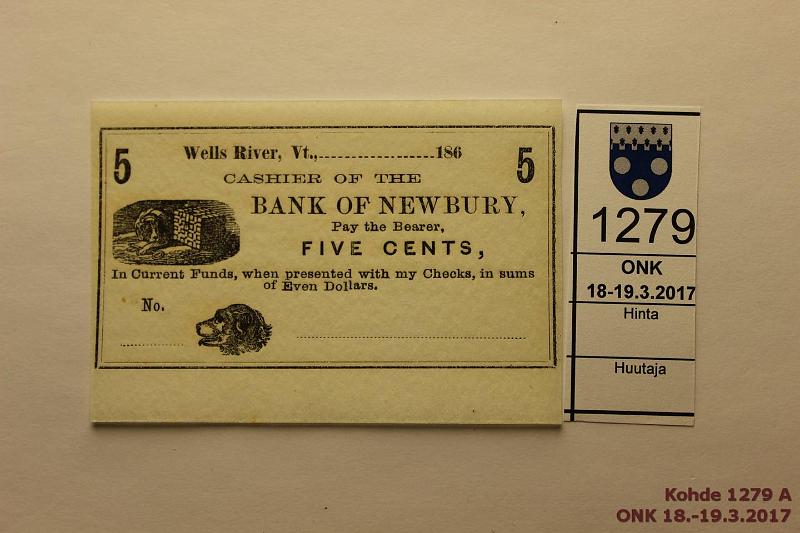 5 Wells River, Vt., 186 5
CASHIER OF THE
BANK OF NEWBURY,
Pay the Bearer,
FIVE CENTS,
In Current Funds, when presented with my Checks, in sums
of Even Dollars.
No.
1279
ONK
18-19.3.2017
Hinta
Huutaja
Kohde 1279 A
ONK 18.-19.3.2017